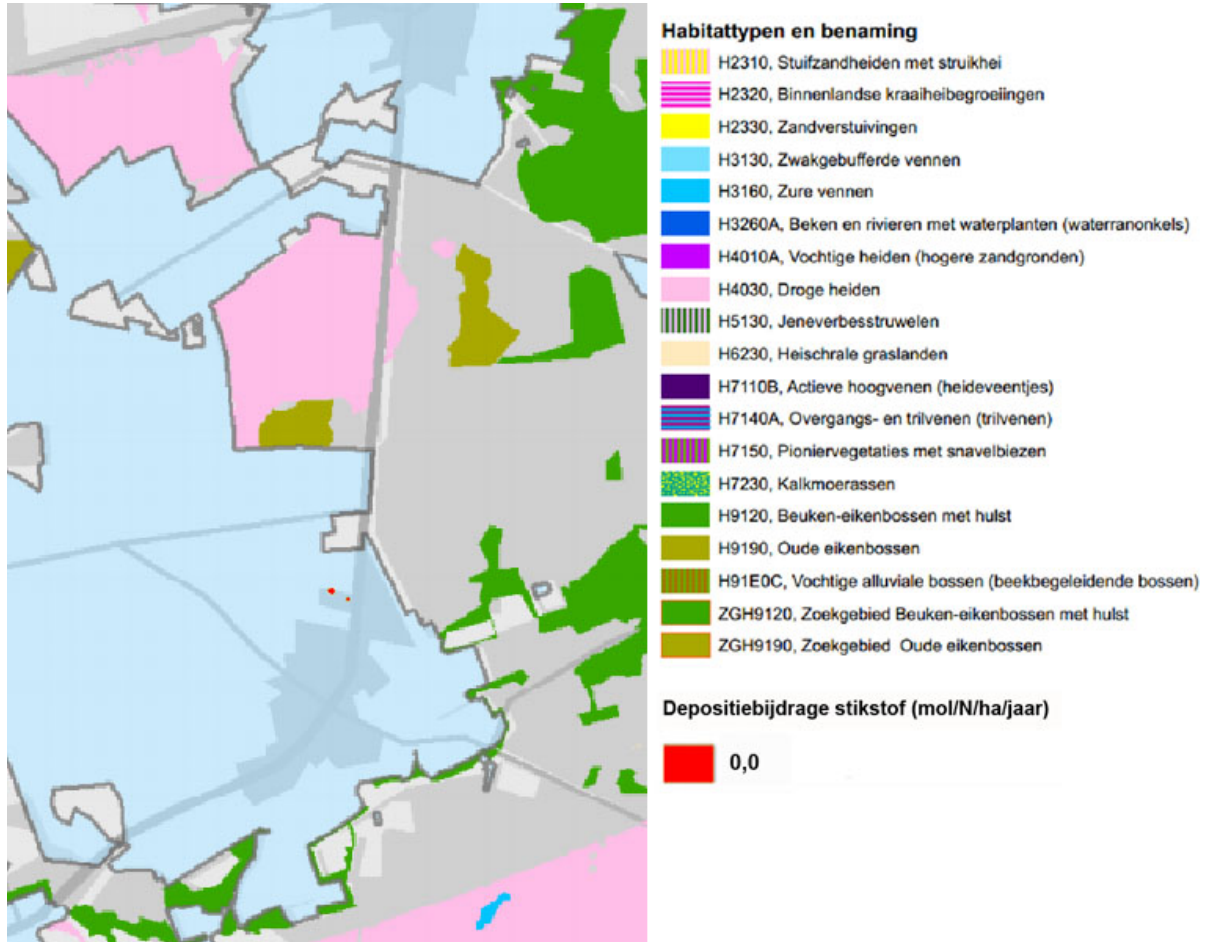 Habitattypen en benaming
H2310, Stuifzandheiden met struikhei
H2320, Binnenlandse kraaiheibegroeiingen
H2330, Zandverstuivingen
H3130, Zwakgebufferde vennen
H3160, Zure vennen
H3260A, Beken en rivieren met waterplanten (waterranonkels)
H4010A, Vochtige heiden (hogere zandgronden)
H4030, Droge heiden
H5130, Jeneverbesstruwelen
H6230, Heischrale graslanden
H7110B, Actieve hoogvenen (heideveentjes)
H7140A, Overgangs- en trilvenen (trilvenen)
H7150, Pioniervegetaties met snavelbiezen
H7230, Kalkmoerassen
H9120, Beuken-eikenbossen met hulst
H9190, Oude eikenbossen
H91E0C, Vochtige alluviale bossen (beekbegeleidende bossen)
ZGH9120, Zoekgebied Beuken-eikenbossen met hulst
ZGH9190, Zoekgebied Oude eikenbossen
Depositiebijdrage stikstof (mol/N/ha/jaar)
0,0